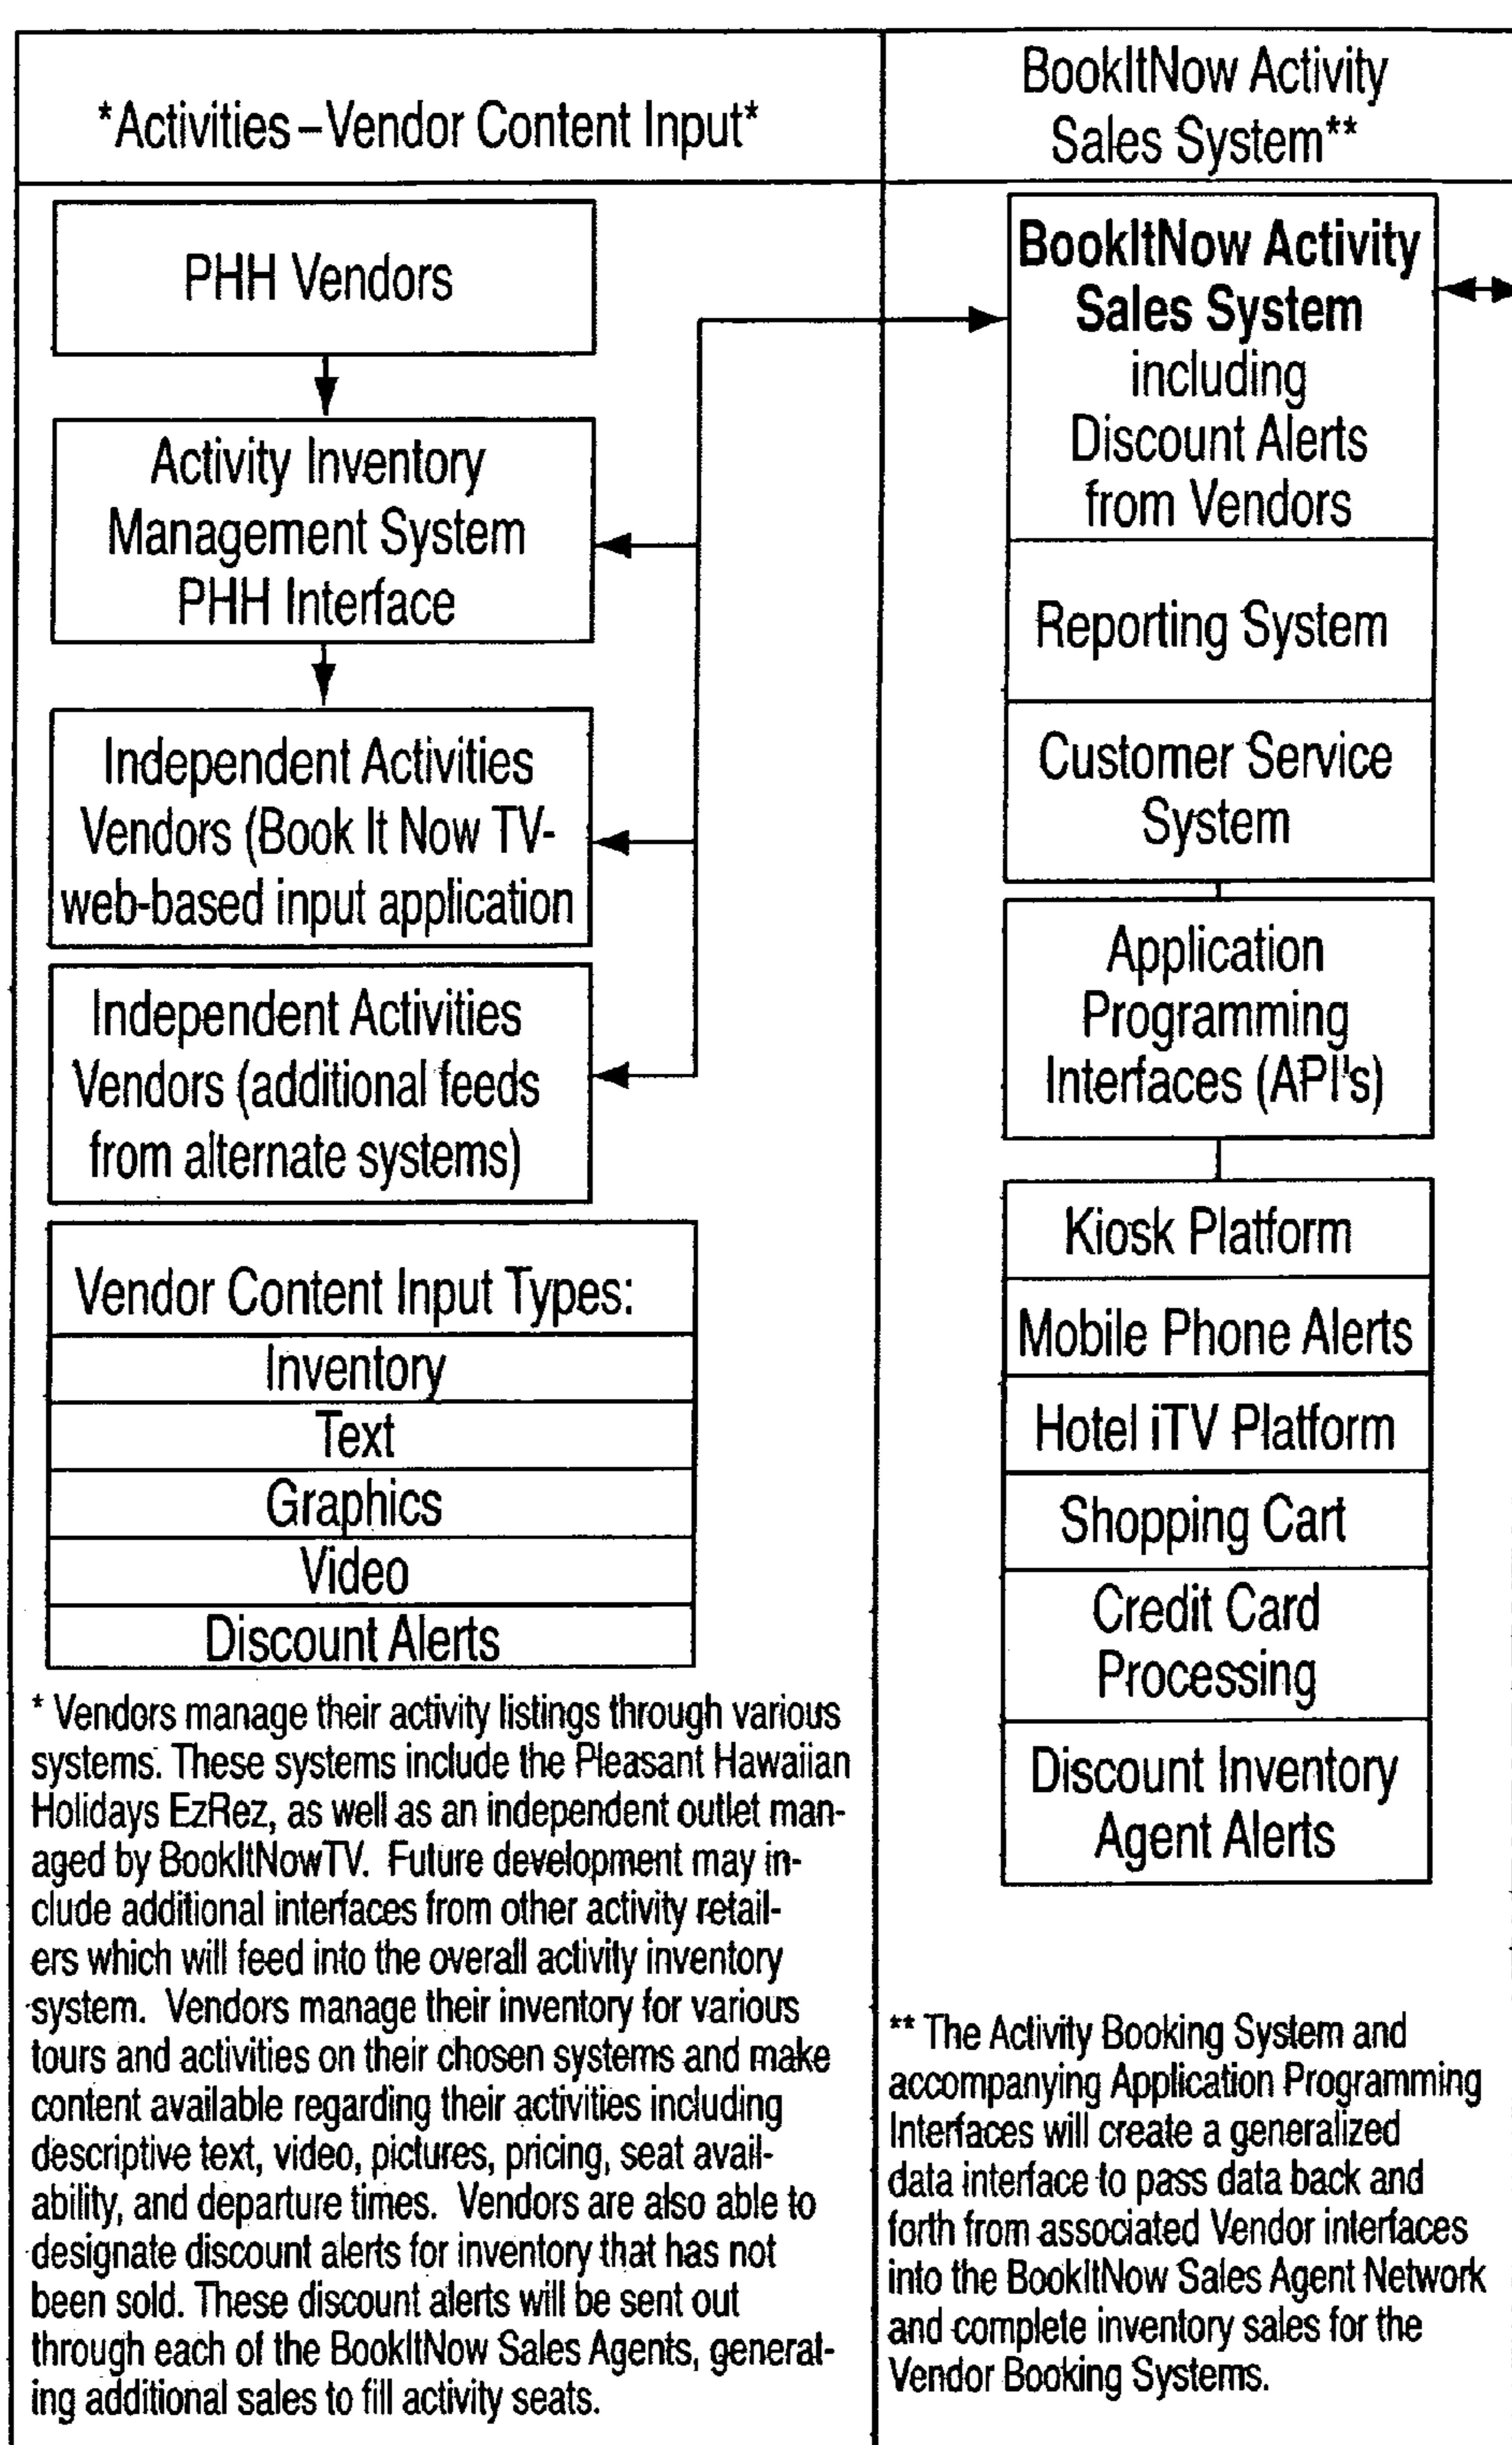 *Activities –Vendor Content Input*
PHH Vendors
Activity Inventory
Management System
PHH Interface
Independent Activities
Vendors (Book It Now TV-
web-based input application
Independent Activities
Vendors (additional feeds
from alternate systems)
Vendor Content Input Types:
Inventory
Text
Graphics
Video
Discount Alerts
* Vendors manage their activity listings through various
systems. These systems include the Pleasant Hawaiian
Holidays EzRez, as well as an independent outlet man-
aged by BookItNowTV. Future development may in-
clude additional interfaces from other activity retail-
ers which will feed into the overall activity inventory
system. Vendors manage their inventory for various
tours and activities on their chosen systems and make
content available regarding their activities including
descriptive text, video, pictures, pricing, seat avail-
ability, and departure times. Vendors are also able to
designate discount alerts for inventory that has not
been sold. These discount alerts will be sent out
through each of the BookItNow Sales Agents, generat-
ing additional sales to fill activity seats.
BookItNow Activity
Sales System**
BookItNow Activity
Sales System
including
Discount Alerts
from Vendors
Reporting System
Customer Service
System
Application
Programming
Interfaces (API's)
Kiosk Platform
Mobile Phone Alerts
Hotel iTV Platform
Shopping Cart
Credit Card
Processing
Discount Inventory
Agent Alerts
** The Activity Booking System and
accompanying Application Programming
Interfaces will create a generalized
data interface to pass data back and
forth from associated Vendor interfaces
into the BookItNow Sales Agent Network
and complete inventory sales for the
Vendor Booking Systems.